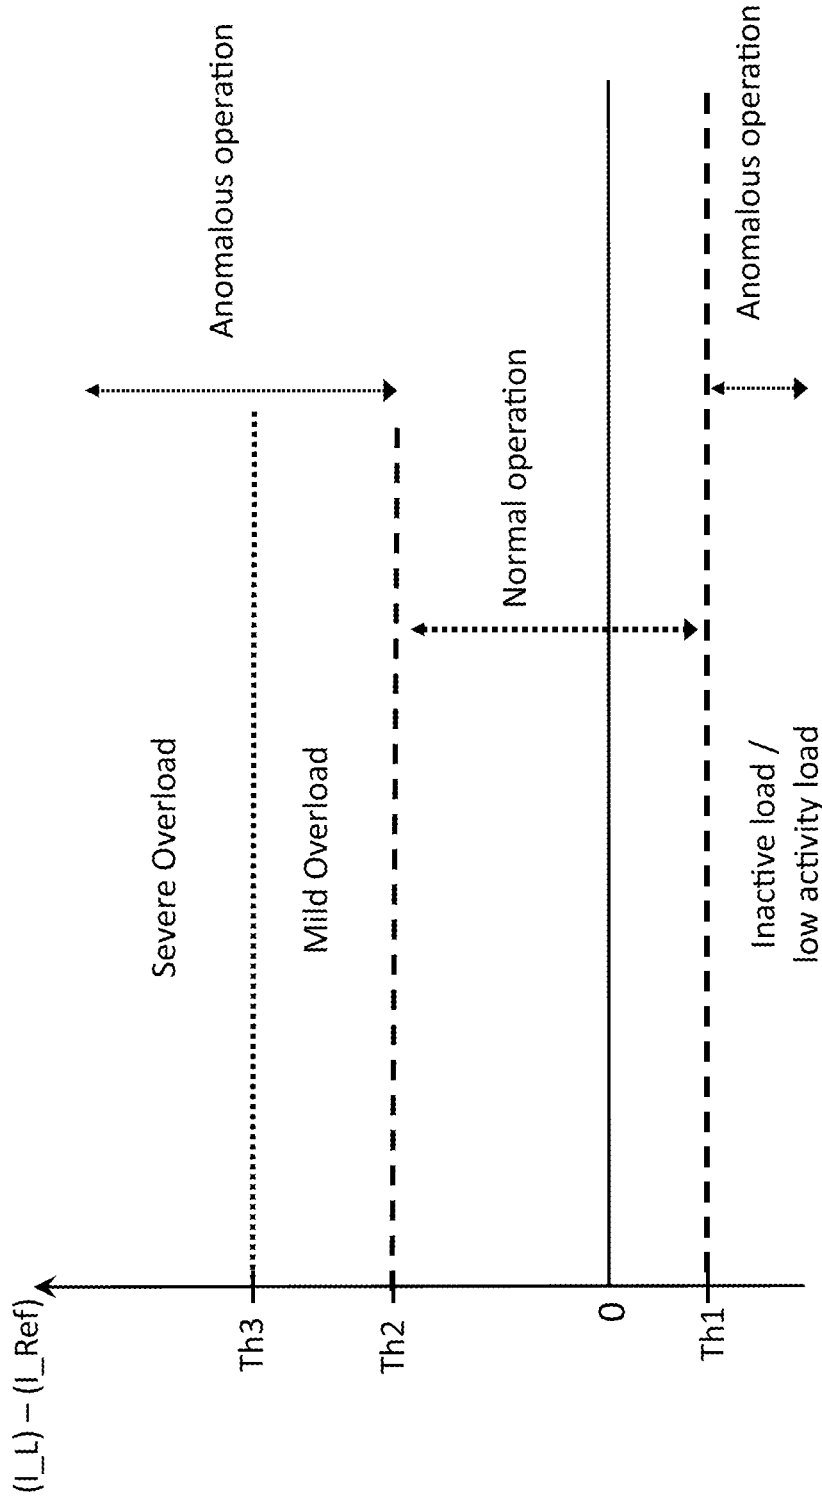 (I_L) – (I_Ref)
Anomalous operation
Severe Overload
Th3
Mild Overload
Th2
Normal operation
0
Th1
Anomalous operation
Inactive load /
low activity load